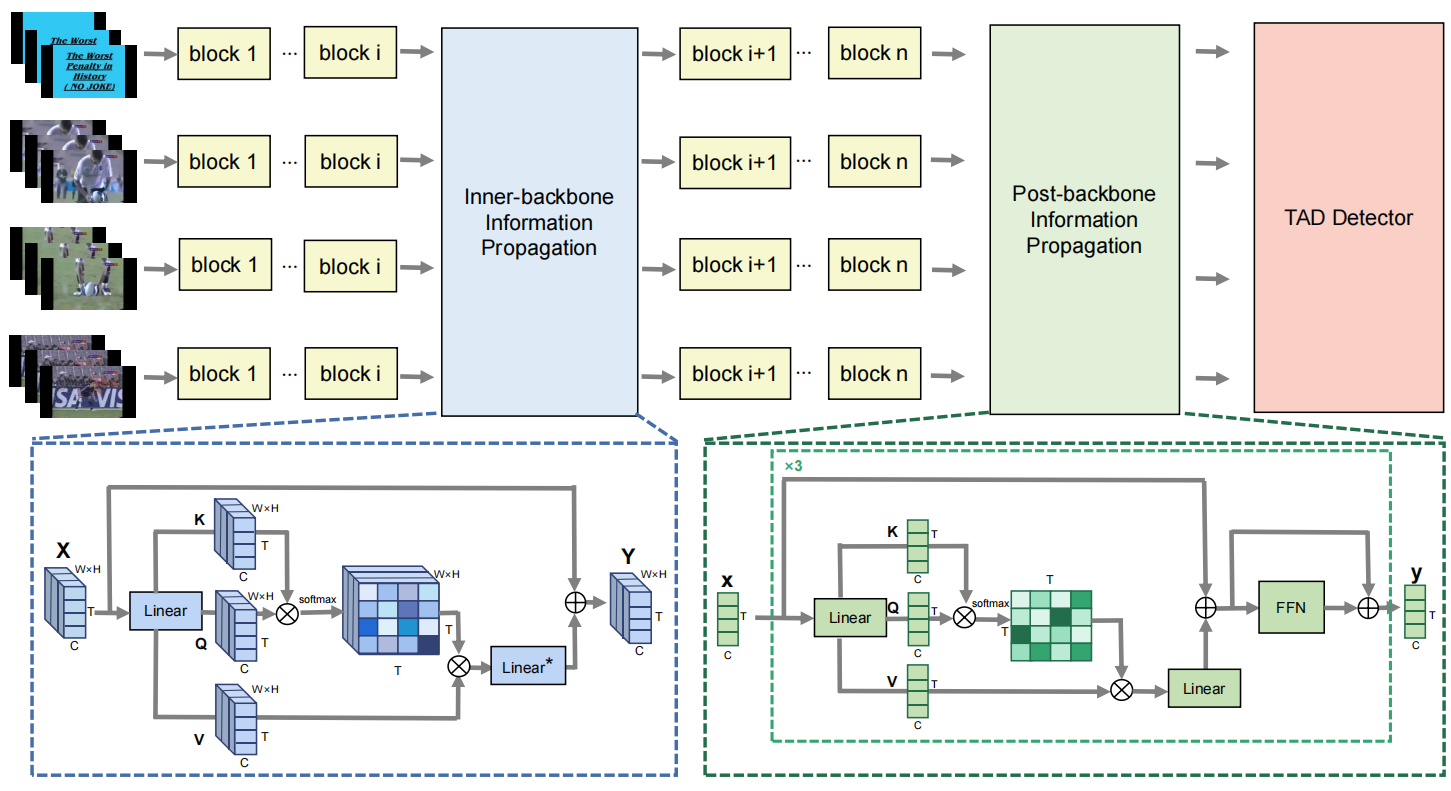 The Worst
The Worst
Penalty in
History
( NO JOKE)
block 1 ... block i
block i+1 ... block n
block 1 ... block i
block i+1 ... block n
block 1 ... block i
block i+1 ... block n
block 1 ... block i
block i+1 ... block n
VISA VIS
Inner-backbone
Information
Propagation
Post-backbone
Information
Propagation
TAD Detector
X
W×H
T
C
Linear
K
W×H
T
C
Q
W×H
T
C
V
W×H
T
C
softmax
W×H
T
T
Linear*
Y
W×H
T
C
×3
x
T
C
Linear
K
T
C
Q
T
C
V
T
C
softmax
T
T
Linear
FFN
y
T
C